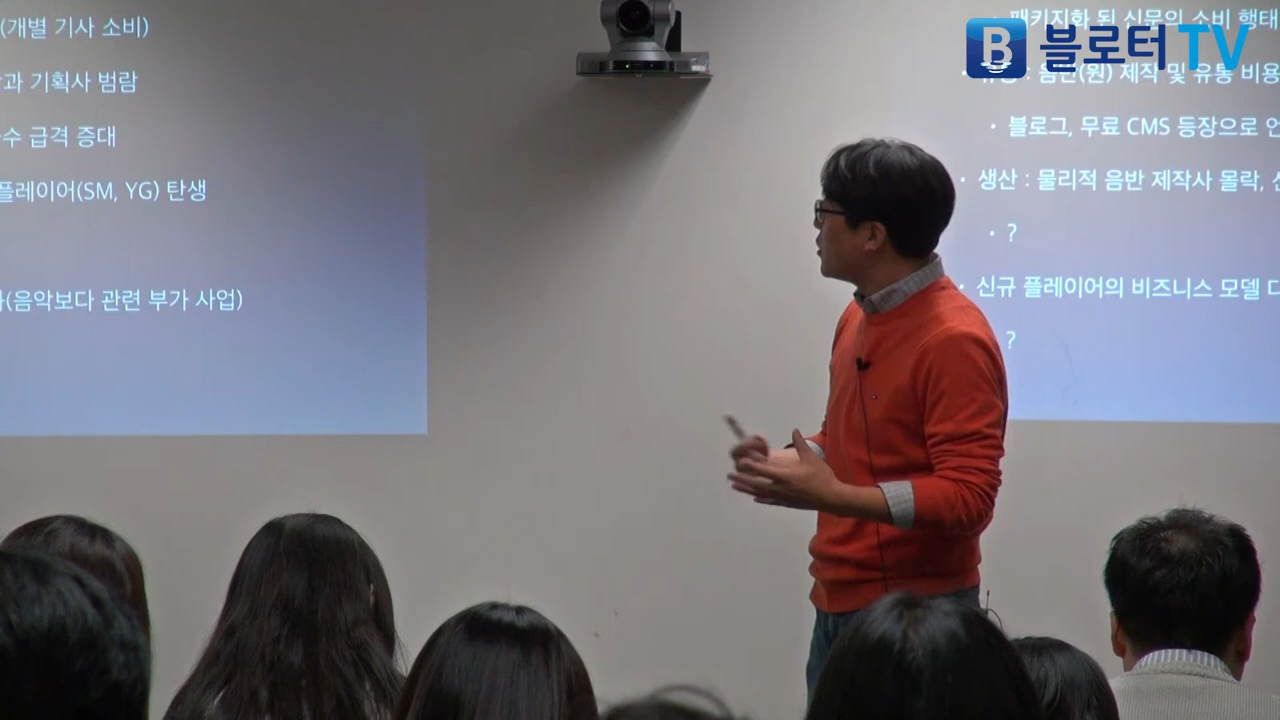 (개별 기사 소비)
과 기획사 범람
수 급격 증대
플레이어(SM, YG) 탄생
(음악보다 관련 부가 사업)
B 블로터 TV
패키지화 된 신문의 소비 행태
유통 : 음반(원) 제작 및 유통 비용
• 블로그, 무료 CMS 등장으로 언
• 생산 : 물리적 음반 제작사 몰락,
• ?
• 신규 플레이어의 비즈니스 모델 다
?